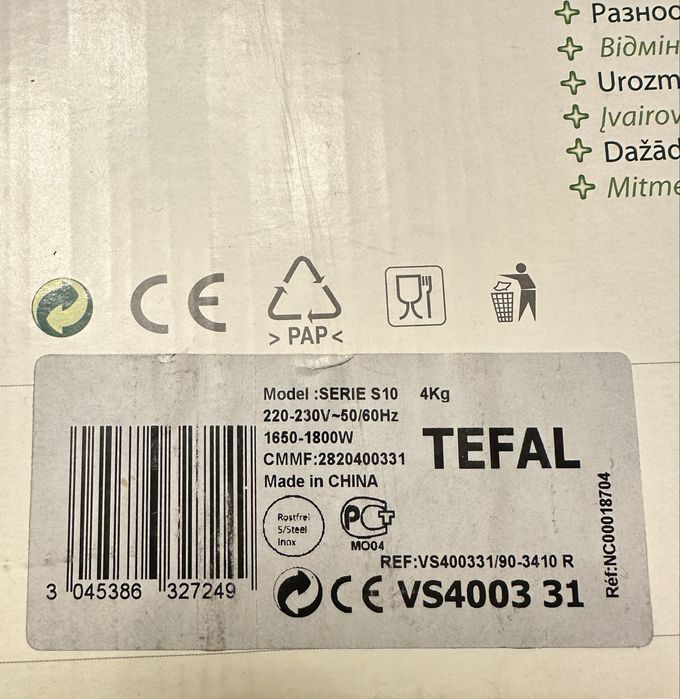 Разнос
Відмін
Urozm
Įvairov
Dažād
Mitme
CE
> PAP <
Model :SERIE S10 4Kg
220-230V~50/60Hz
1650-1800W
TEFAL
CMMF:2820400331
Made in CHINA
Rostfrei
S/Steel
Inox
РСТ
MO04
REF:VS400331/90-3410 R
3 045386 327249
CE VS4003 31
Réf:NC00018704